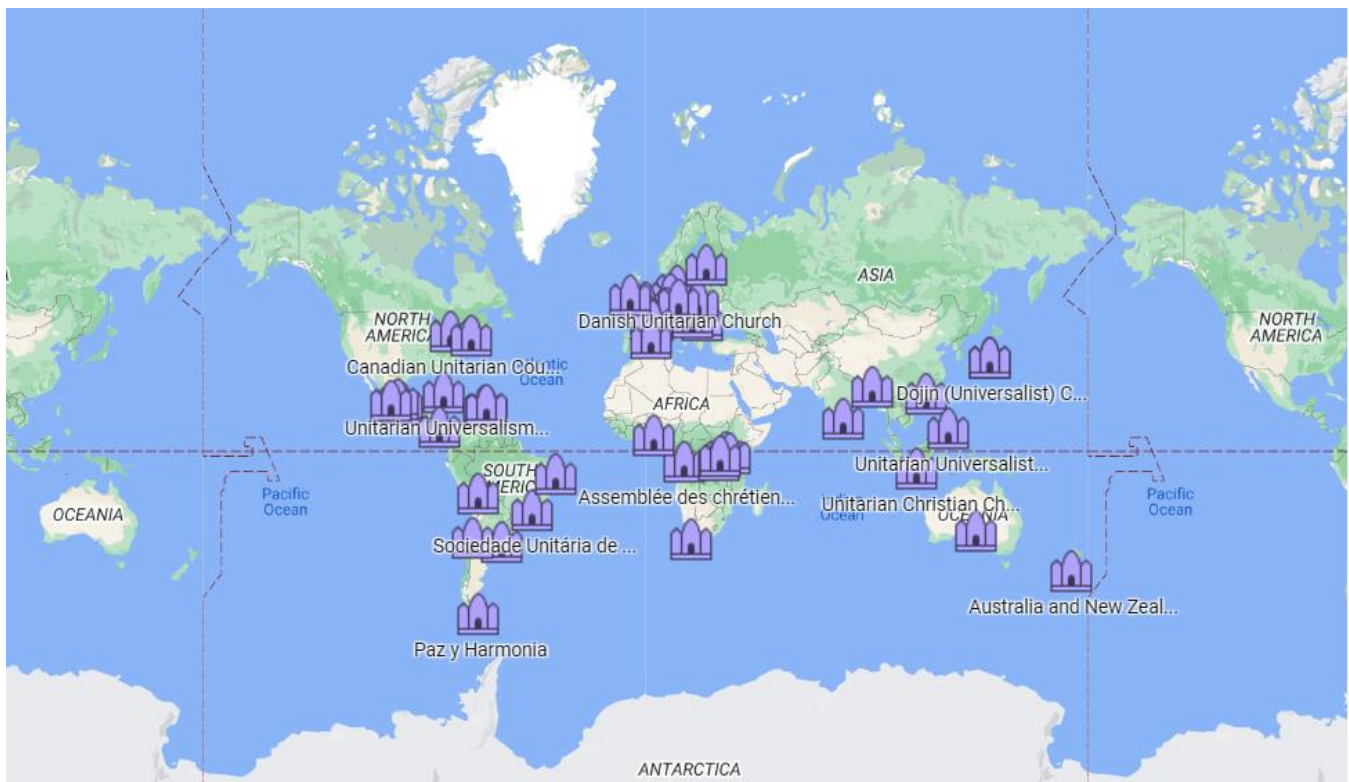 A
ASIA
NORTH
AMERICA
NORTH
AMERICA
Danish Unitarian Church
Canadian Unitarian Cou...
Ocean
Dojin (Universalist) C...
AFRICA
Unitarian Universalism...
Unitarian Universalist...
SOUTH
Assemblée des chrétien...
Unitarian Christian Ch...
Pacific
Ocean
OCEANIA
Ocean
Pacific
Ocean
OCEANIA
Sociedade Unitária de ...
Australia and New Zeal...
Paz y Harmonia
ANTARCTICA